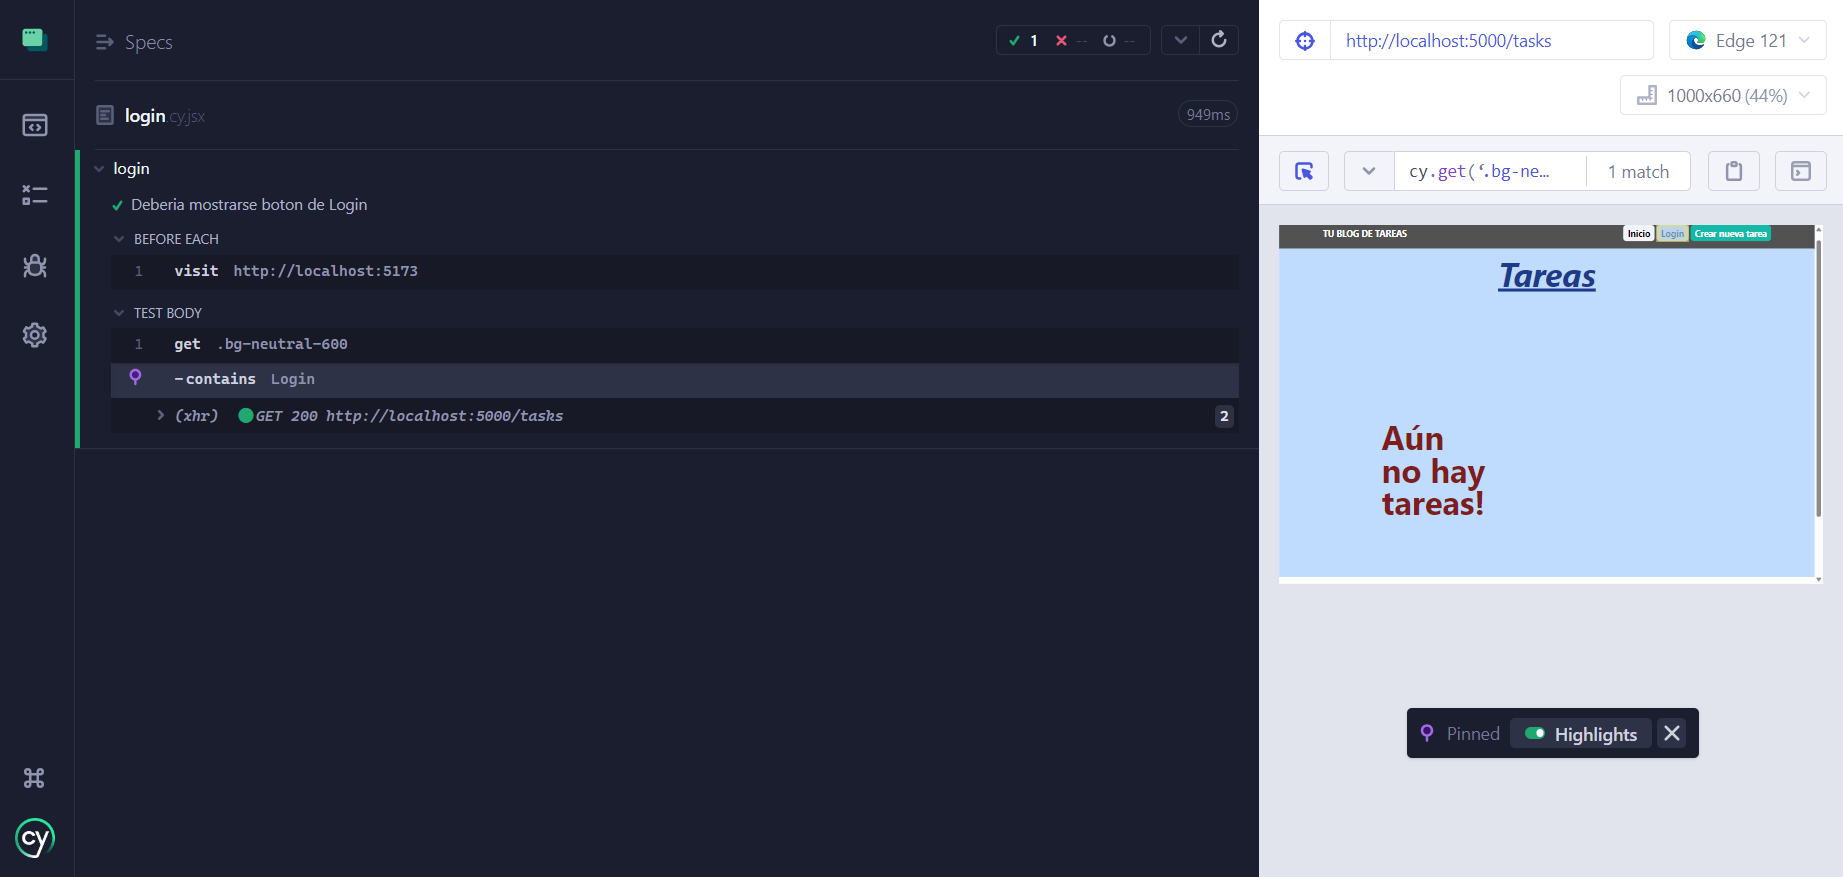 Specs
1 -- --
login cy.jsx
949ms
login
Deberia mostrarse boton de Login
BEFORE EACH
1 visit http://localhost:5173
TEST BODY
1 get .bg-neutral-600
-contains Login
(xhr) GET 200 http://localhost:5000/tasks 2
cy
http://localhost:5000/tasks
Edge 121
1000x660 (44%)
cy.get('.bg-ne...
1 match
TU BLOG DE TAREAS
Inicio Login Crear nueva tarea
Tareas
Aún
no hay
tareas!
Pinned Highlights